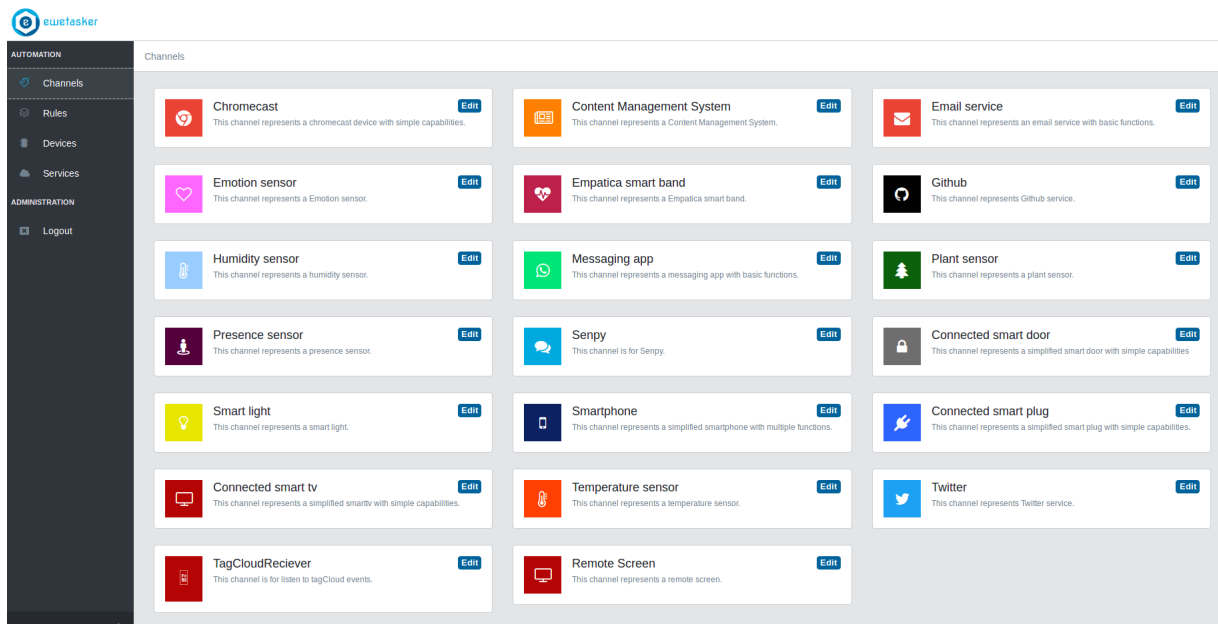 ewetasker
AUTOMATION
Channels
Rules
Devices
Services
ADMINISTRATION
Logout
Channels
Chromecast
Edit
This channel represents a chromecast device with simple capabilities.
Content Management System
Edit
This channel represents a Content Management System.
Email service
Edit
This channel represents an email service with basic functions.
Emotion sensor
Edit
This channel represents a Emotion sensor.
Empatica smart band
Edit
This channel represents a Empatica smart band.
Github
Edit
This channel represents Github service.
Humidity sensor
Edit
This channel represents a humidity sensor.
Messaging app
Edit
This channel represents a messaging app with basic functions.
Plant sensor
Edit
This channel represents a plant sensor.
Presence sensor
Edit
This channel represents a presence sensor.
Senpy
Edit
This channel is for Senpy.
Connected smart door
Edit
This channel represents a simplified smart door with simple capabilities
Smart light
Edit
This channel represents a smart light.
Smartphone
Edit
This channel represents a simplified smartphone with multiple functions.
Connected smart plug
Edit
This channel represents a simplified smart plug with simple capabilities.
Connected smart tv
Edit
This channel represents a simplified smarttv with simple capabilities.
Temperature sensor
Edit
This channel represents a temperature sensor.
Twitter
Edit
This channel represents Twitter service.
TagCloudReciever
Edit
This channel is for listen to tagCloud events.
Remote Screen
Edit
This channel represents a remote screen.